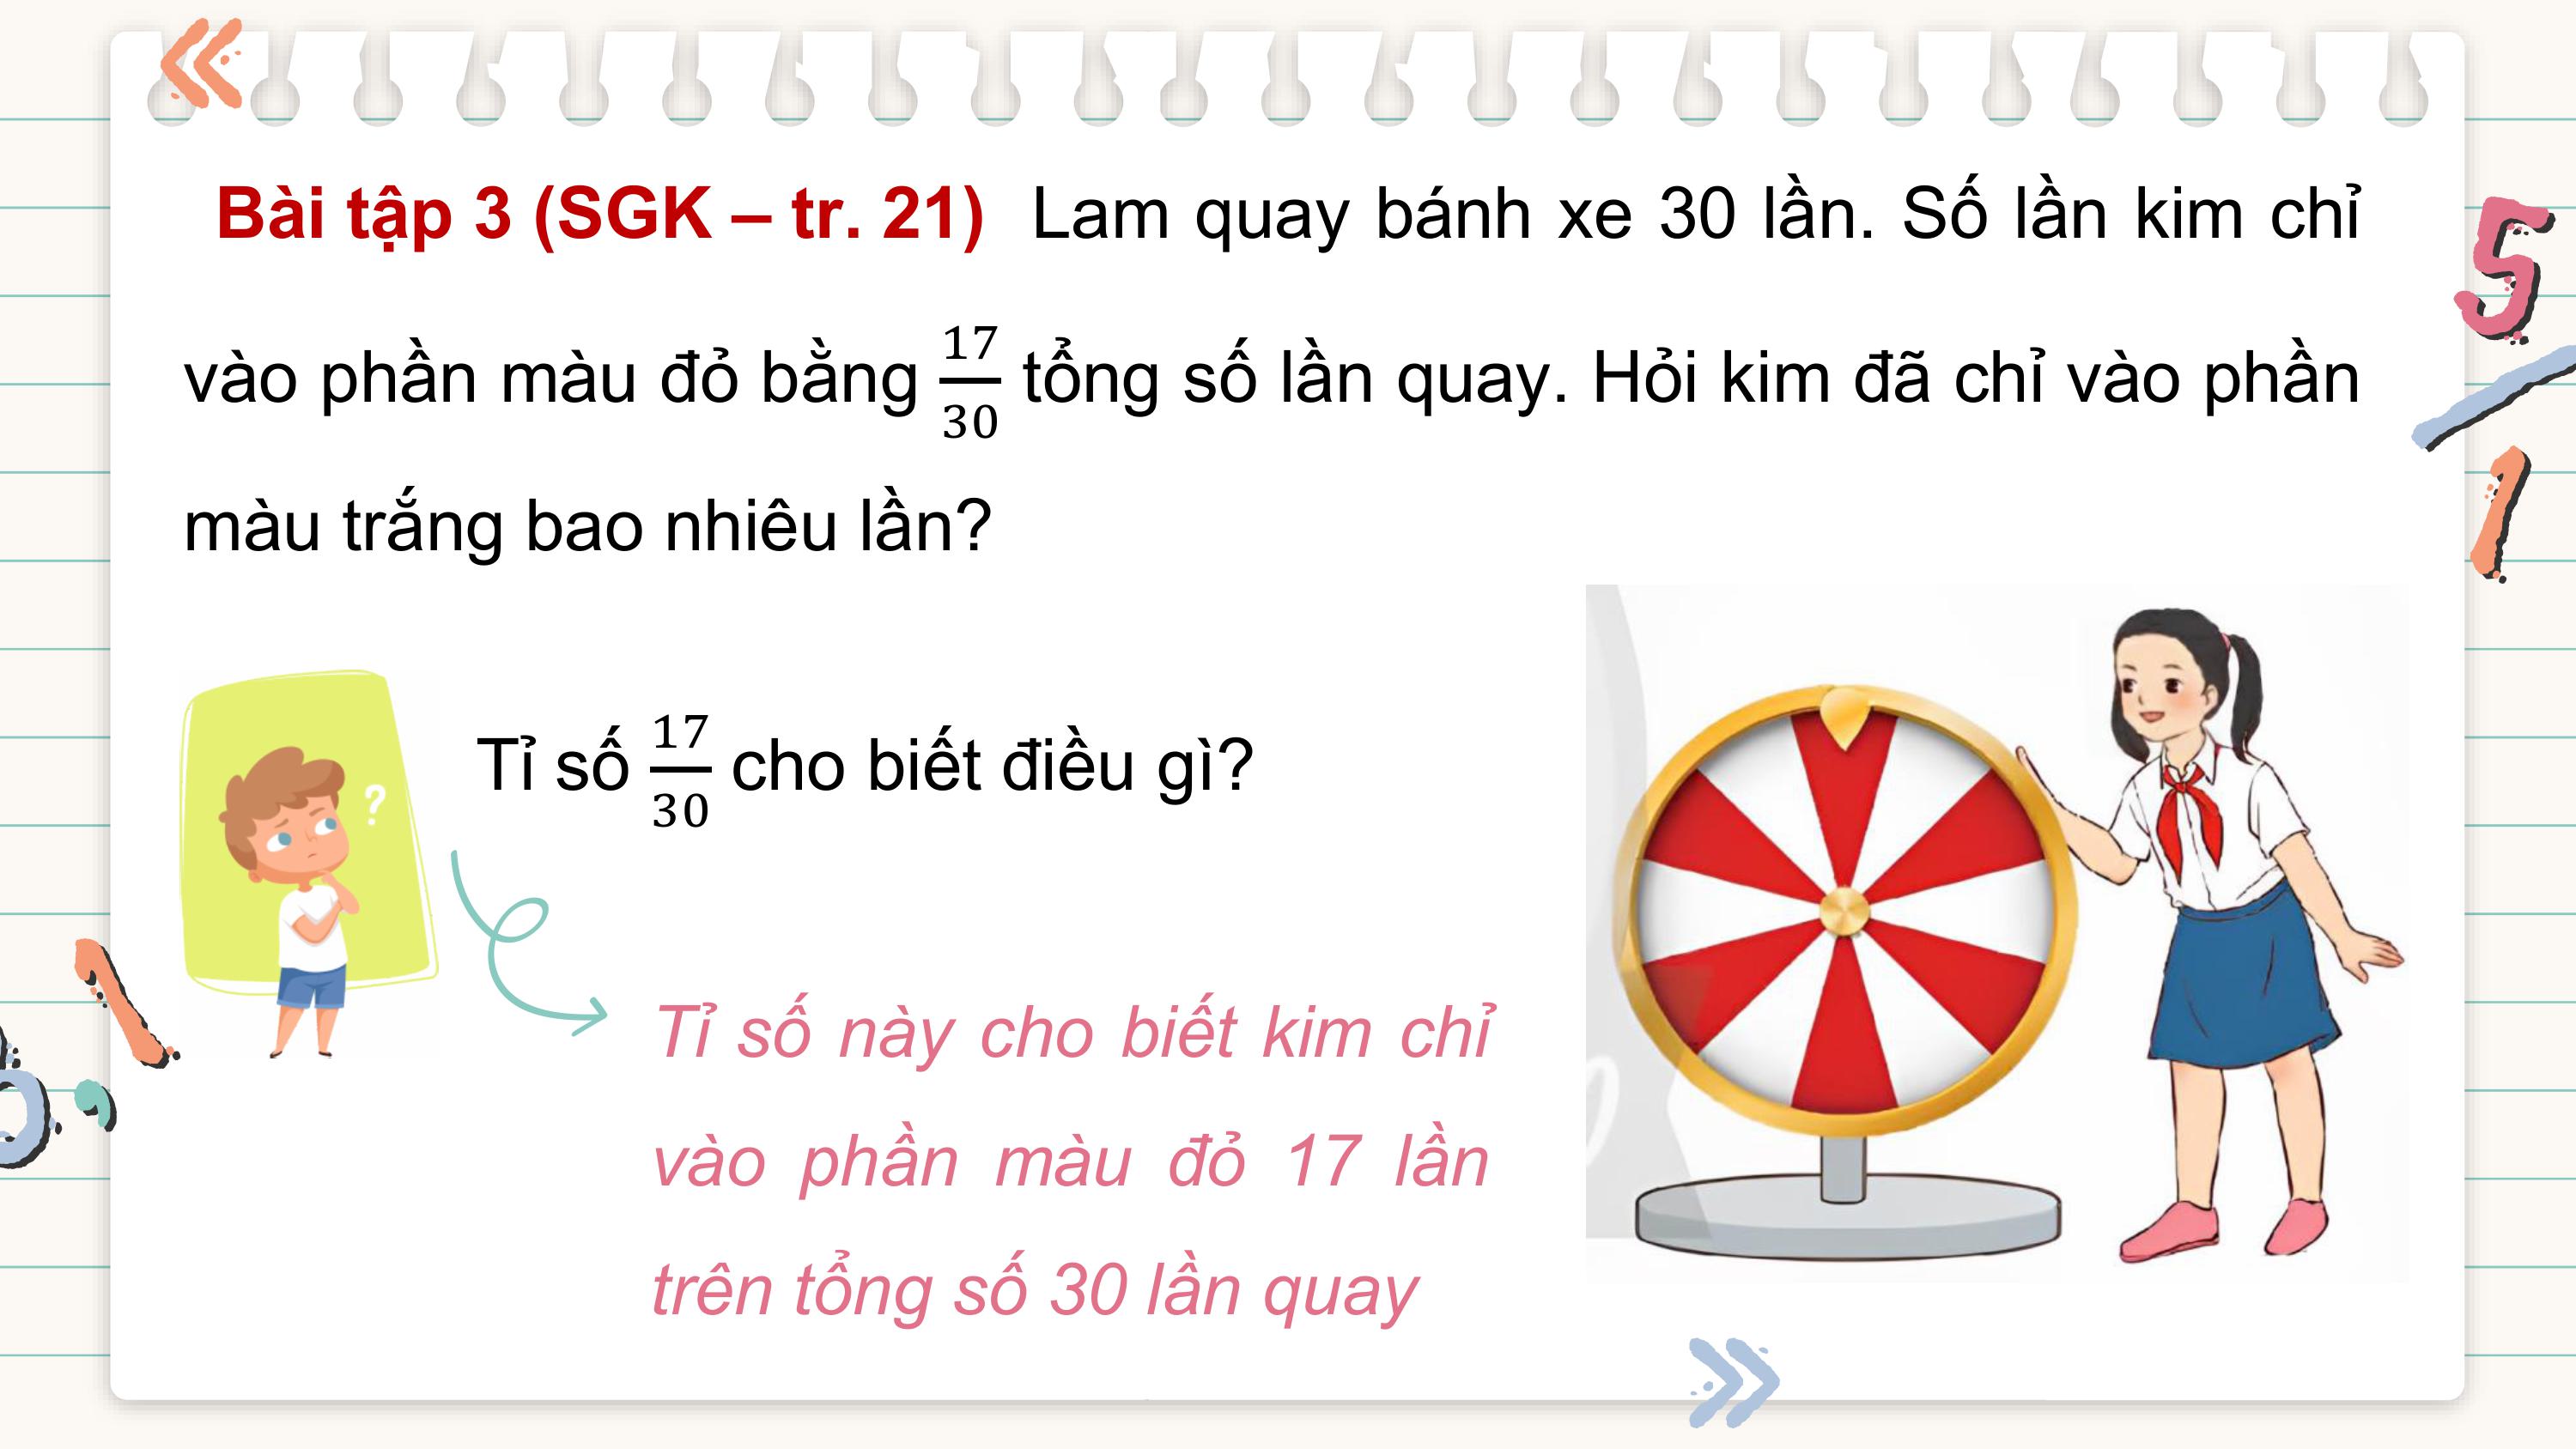 Bài tập 3 (SGK – tr. 21) Lam quay bánh xe 30 lần. Số lần kim chỉ
vào phần màu đỏ bằng 17/30 tổng số lần quay. Hỏi kim đã chỉ vào phần
màu trắng bao nhiêu lần?
Tỉ số 17/30 cho biết điều gì?
?
Tỉ số này cho biết kim chỉ
vào phần màu đỏ 17 lần
trên tổng số 30 lần quay
5
1